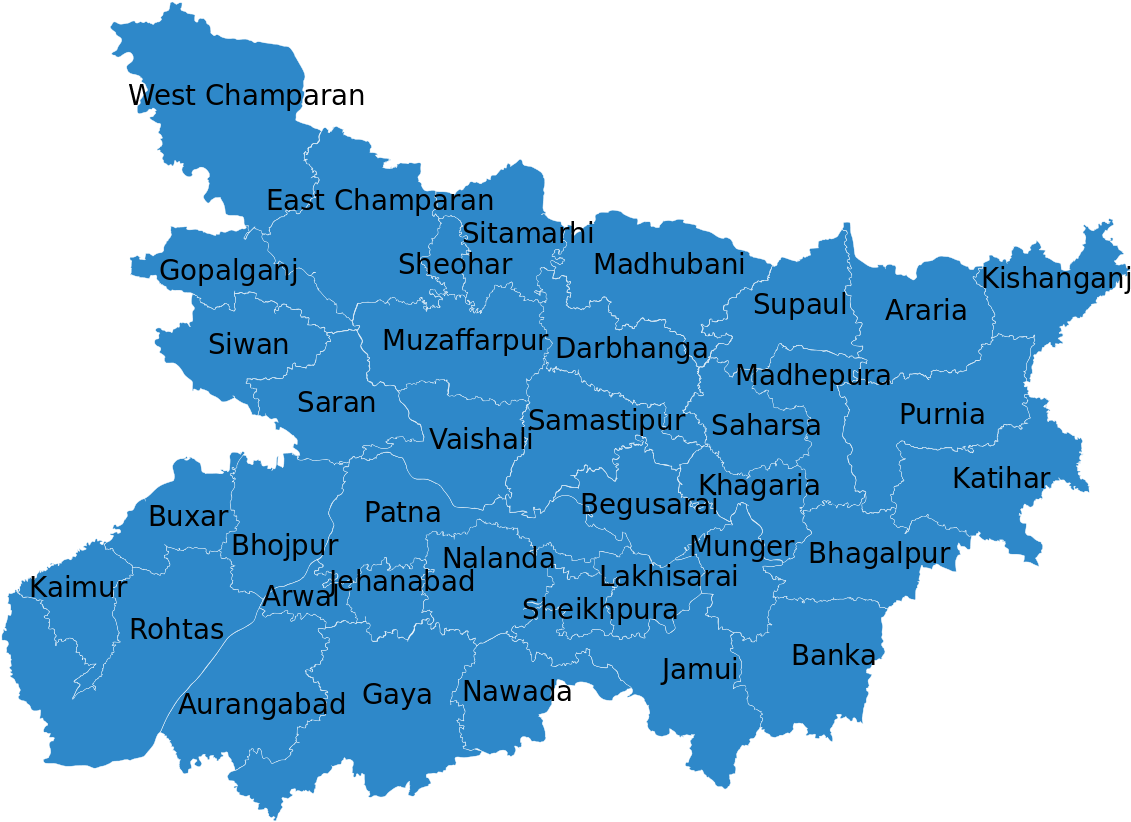 West Champaran
East Champaran
Sitamarhi
Sheohar
Madhubani
Gopalganj
Kishanganj
Supaul
Araria
Muzaffarpur
Siwan
Darbhanga
Madhepura
Saran
Purnia
Samastipur
Saharsa
Vaishali
Katihar
Khagaria
Begusarai
Patna
Buxar
Bhojpur
Munger
Bhagalpur
Nalanda
Lakhisarai
Jehanabad
Kaimur
Arwal
Sheikhpura
Rohtas
Banka
Jamui
Nawada
Gaya
Aurangabad